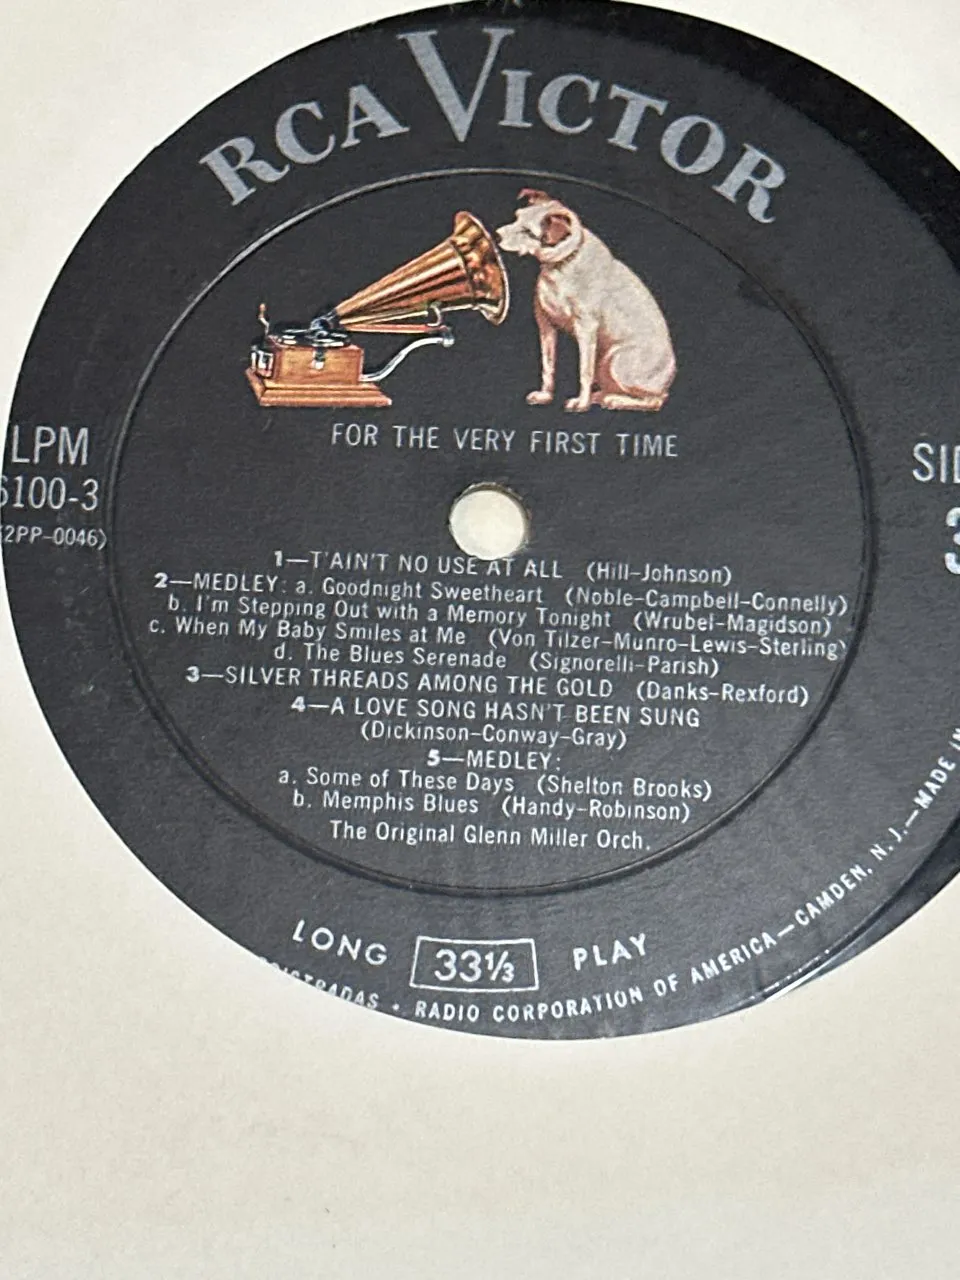 RCA VICTOR
FOR THE VERY FIRST TIME
LPM
6100-3
(2PP-0046)
SID
3
1—T'AIN'T NO USE AT ALL (Hill-Johnson)
2—MEDLEY: a. Goodnight Sweetheart (Noble-Campbell-Connelly)
b. I'm Stepping Out with a Memory Tonight (Wrubel-Magidson)
c. When My Baby Smiles at Me (Von Tilzer-Munro-Lewis-Sterling)
d. The Blues Serenade (Signorelli-Parish)
3—SILVER THREADS AMONG THE GOLD (Danks-Rexford)
4—A LOVE SONG HASN'T BEEN SUNG
(Dickinson-Conway-Gray)
5—MEDLEY:
a. Some of These Days (Shelton Brooks)
b. Memphis Blues (Handy-Robinson)
The Original Glenn Miller Orch.
LONG 33⅓ PLAY
ISTRADAS • RADIO CORPORATION OF AMERICA—CAMDEN, N.J.—MADE IN